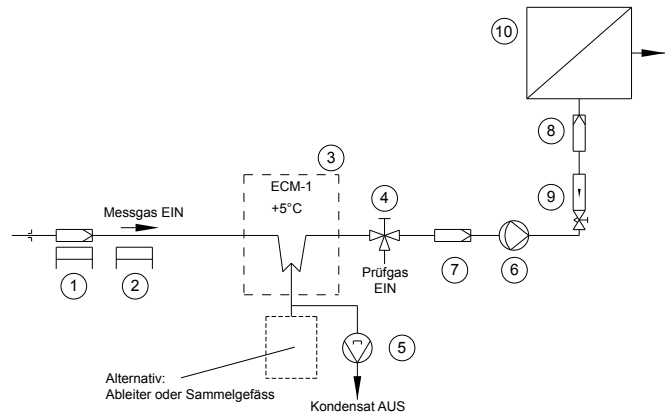 10
8
3
ECM-1
+5°C
4
9
Messgas EIN
Prüfgas
EIN
7
6
1
2
5
Alternativ:
Ableiter oder Sammelgefäss
Kondensat AUS